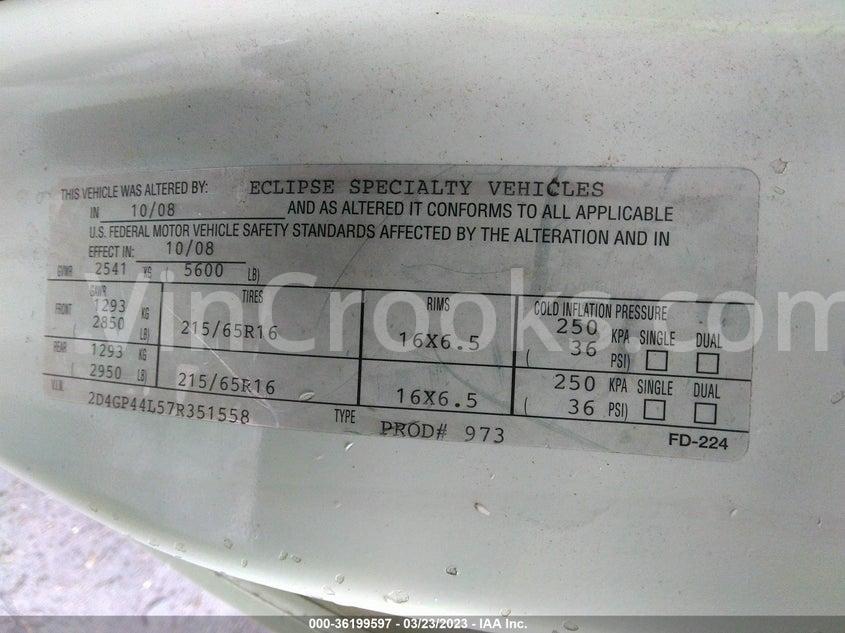 THIS VEHICLE WAS ALTERED BY: ECLIPSE SPECIALTY VEHICLES
IN 10/08 AND AS ALTERED IT CONFORMS TO ALL APPLICABLE
U.S. FEDERAL MOTOR VEHICLE SAFETY STANDARDS AFFECTED BY THE ALTERATION AND IN
EFFECT IN: 10/08
GVWR 2541 KG 5600 LB)
GAWR TIRES RIMS COLD INFLATION PRESSURE
FRONT 1293 KG 215/65R16 16X6.5 250 KPA SINGLE DUAL
( 2850 LB) ( 36 PSI)
REAR 1293 KG 215/65R16 16X6.5 250 KPA SINGLE DUAL
( 2950 LB) ( 36 PSI)
V.I.N. 2D4GP44L57R351558 TYPE PROD# 973 FD-224
VinCrooks.com
000-36199597 - 03/23/2023 - IAA Inc.